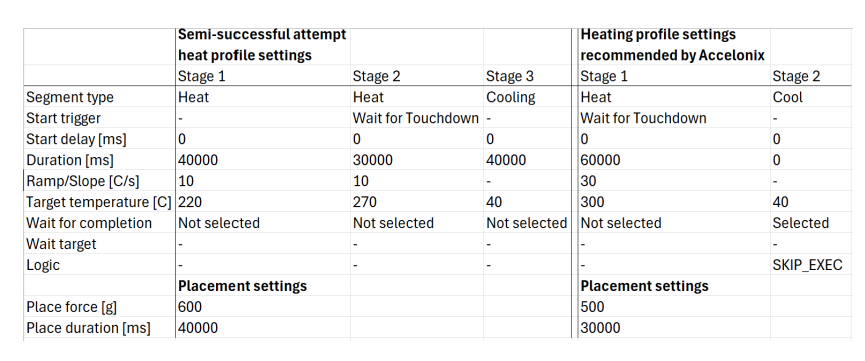 Semi-successful attempt Heating profile settings
heat profile settings recommended by Accelonix
Stage 1 Stage 2 Stage 3 Stage 1 Stage 2
Segment type Heat Heat Cooling Heat Cool
Start trigger - Wait for Touchdown - Wait for Touchdown -
Start delay [ms] 0 0 0 0 0
Duration [ms] 40000 30000 40000 60000 0
Ramp/Slope [C/s] 10 10 - 30 -
Target temperature [C] 220 270 40 300 40
Wait for completion Not selected Not selected Not selected Not selected Selected
Wait target - - - - -
Logic - - - - SKIP_EXEC
Placement settings Placement settings
Place force [g] 600 500
Place duration [ms] 40000 30000